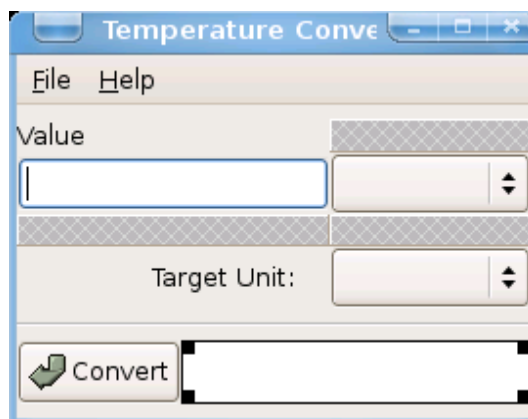 Temperature Conve
File Help
Value
Target Unit:
Convert